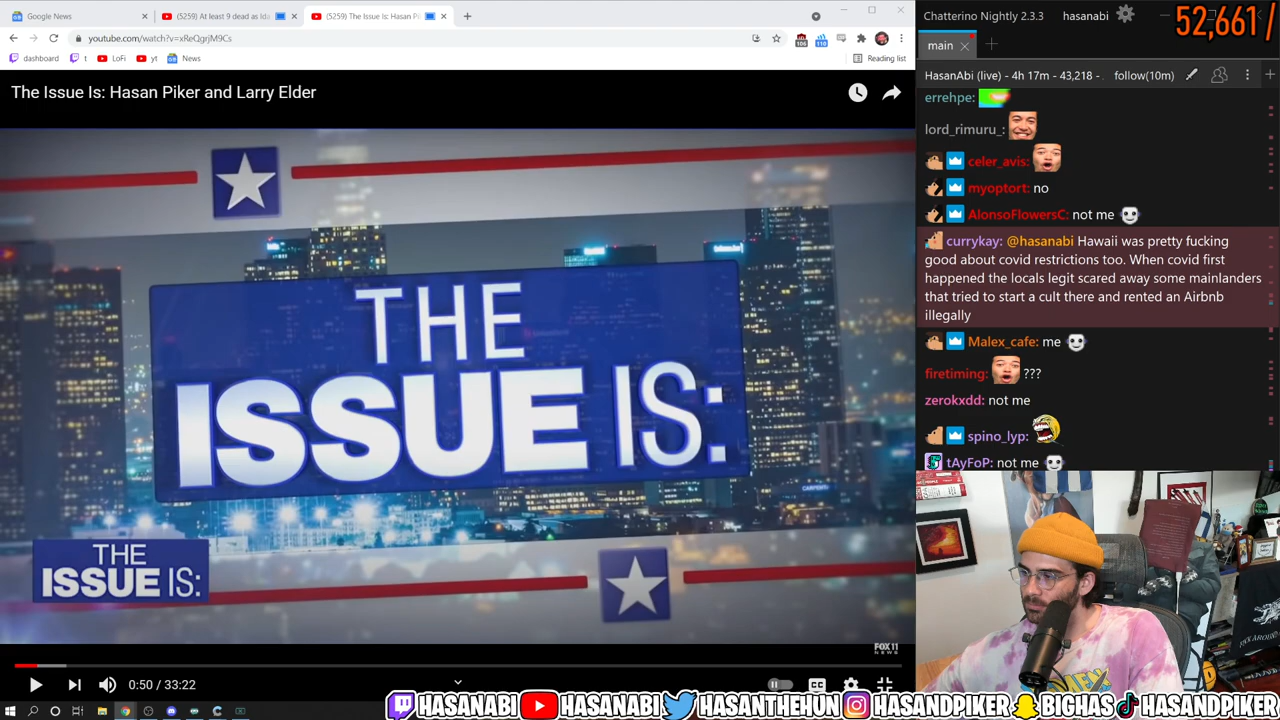 Google News
(5259) At least 9 dead as Ida
(5259) The Issue Is: Hasan Pi
youtube.com/watch?v=xReQgrjM9Cs
106
110
dashboard
t
LoFi
yt
News
Reading list
The Issue Is: Hasan Piker and Larry Elder
THE
ISSUE IS:
CARPENTE
THE
ISSUE IS:
FOX 11
NEWS
0:50 / 33:22
CC
Chatterino Nightly 2.3.3
hasanabi
52,661 /
main
HasanAbi (live) - 4h 17m - 43,218 -
follow(10m)
errehpe:
lord_rimuru_:
celer_avis:
myoptort: no
AlonsoFlowersC: not me
currykay: @hasanabi Hawaii was pretty fucking
good about covid restrictions too. When covid first
happened the locals legit scared away some mainlanders
that tried to start a cult there and rented an Airbnb
illegally
Malex_cafe: me
firetiming: ???
zerokxdd: not me
spino_lyp:
tAyFoP: not me
HASANABI
HASANABI
HASANTHEHUN
HASANDPIKER
BIGHAS
HASANDPIKER